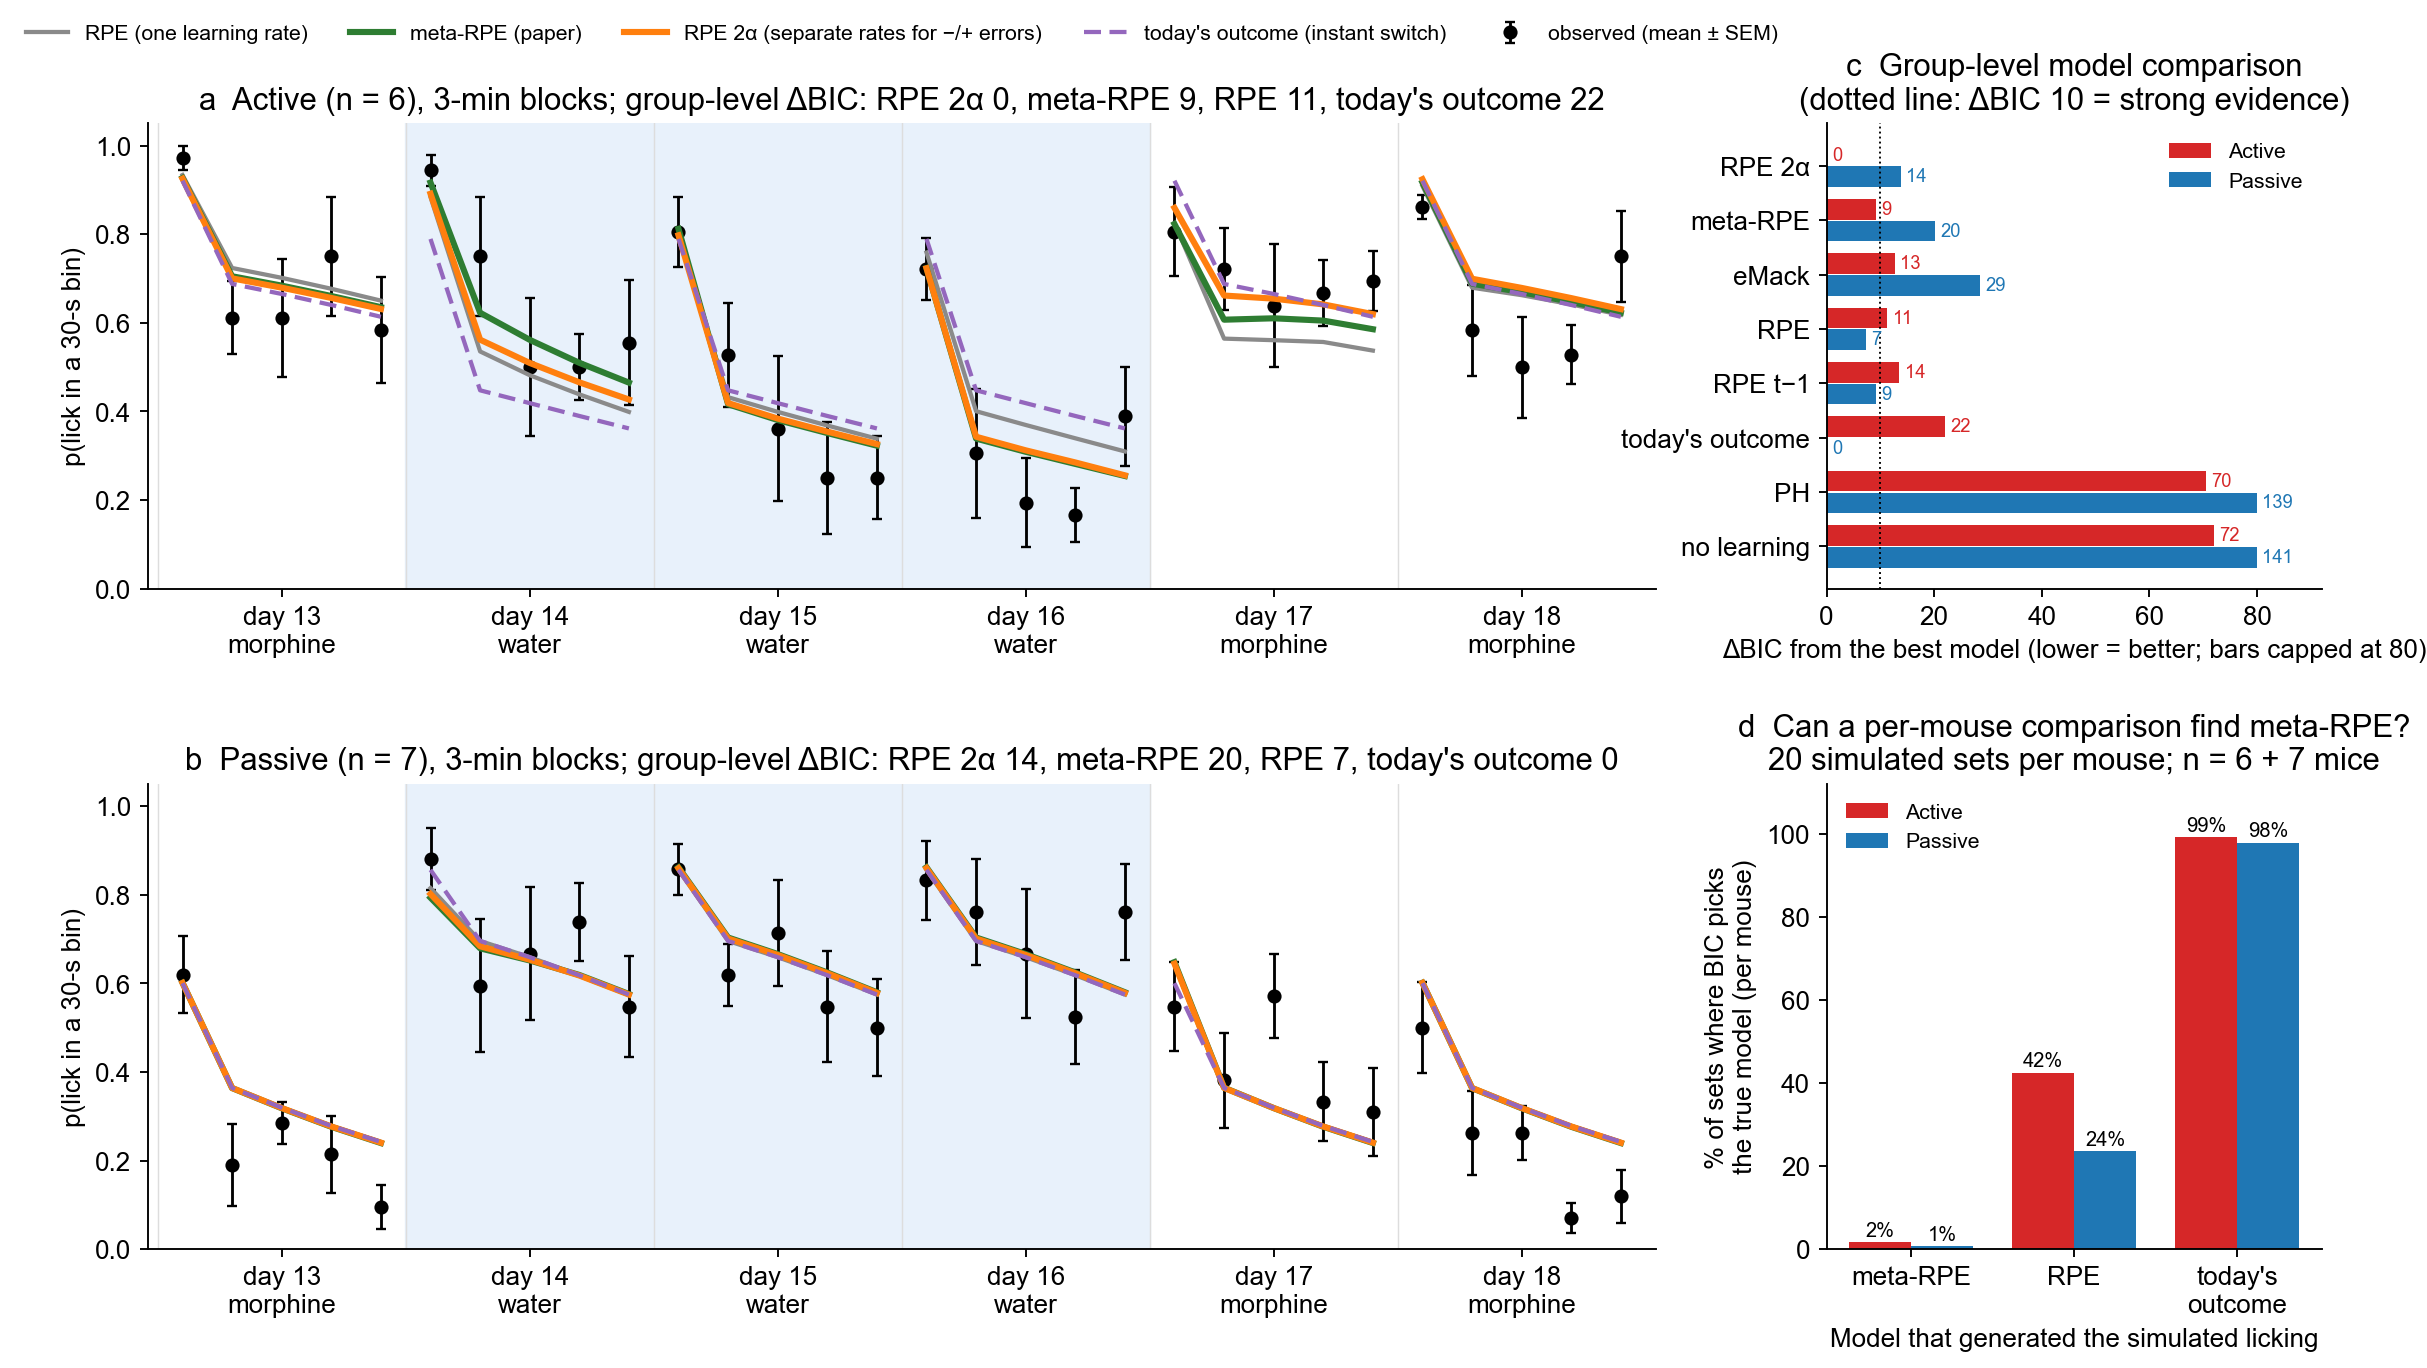 RPE (one learning rate)
meta-RPE (paper)
RPE 2α (separate rates for −/+ errors)
today's outcome (instant switch)
observed (mean ± SEM)
a Active (n = 6), 3-min blocks; group-level ΔBIC: RPE 2α 0, meta-RPE 9, RPE 11, today's outcome 22
p(lick in a 30-s bin)
1.0
0.8
0.6
0.4
0.2
0.0
day 13
morphine
day 14
water
day 15
water
day 16
water
day 17
morphine
day 18
morphine
c Group-level model comparison
(dotted line: ΔBIC 10 = strong evidence)
Active
Passive
RPE 2α
0
14
meta-RPE
9
20
eMack
13
29
RPE
11
7
RPE t−1
14
9
today's outcome
22
0
PH
70
139
no learning
72
141
0
20
40
60
80
ΔBIC from the best model (lower = better; bars capped at 80)
b Passive (n = 7), 3-min blocks; group-level ΔBIC: RPE 2α 14, meta-RPE 20, RPE 7, today's outcome 0
p(lick in a 30-s bin)
1.0
0.8
0.6
0.4
0.2
0.0
day 13
morphine
day 14
water
day 15
water
day 16
water
day 17
morphine
day 18
morphine
d Can a per-mouse comparison find meta-RPE?
20 simulated sets per mouse; n = 6 + 7 mice
Active
Passive
% of sets where BIC picks
the true model (per mouse)
100
80
60
40
20
0
2%
1%
42%
24%
99%
98%
meta-RPE
RPE
today's
outcome
Model that generated the simulated licking